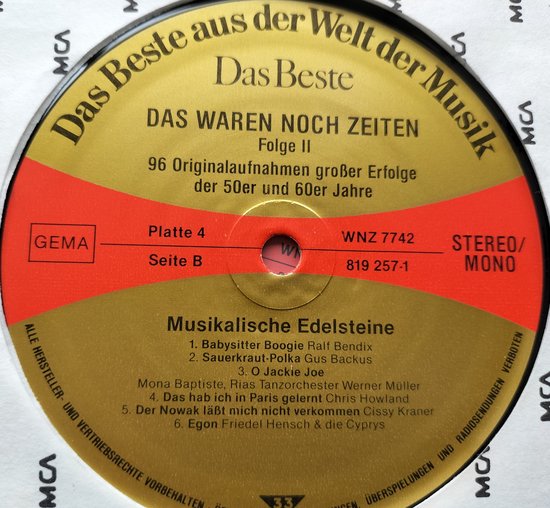 Das Beste aus der Welt der Musik
Das Beste
DAS WAREN NOCH ZEITEN
Folge II
96 Originalaufnahmen großer Erfolge
der 50er und 60er Jahre
GEMA
Platte 4
WNZ 7742
Seite B
819 257-1
STEREO/
MONO
Musikalische Edelsteine
1. Babysitter Boogie Ralf Bendix
2. Sauerkraut-Polka Gus Backus
3. O Jackie Joe
Mona Baptiste, Rias Tanzorchester Werner Müller
4. Das hab ich in Paris gelernt Chris Howland
5. Der Nowak läßt mich nicht verkommen Cissy Kraner
6. Egon Friedel Hensch & die Cyprys
ALLE HERSTELLER- UND VERTRIEBSRECHTE VORBEHALTEN
ÜBERSPIELUNGEN UND RADIOSENDUNGEN VERBOTEN
33
MCA
MCA
MCA
MCA
MCA
MCA